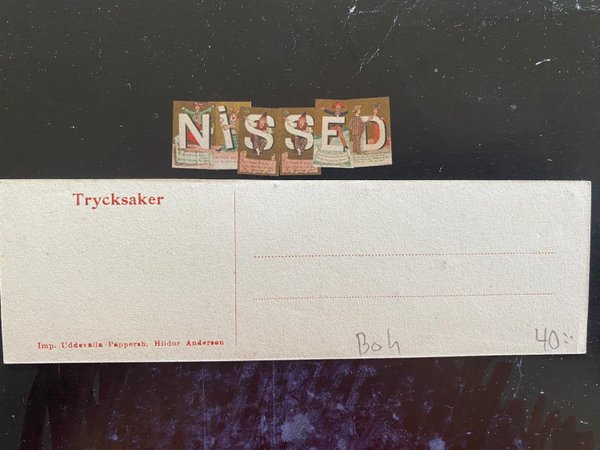 NISSED
Trycksaker
Imp. Uddevalla Pappersh. Hildur Anderson
Boh
40:-